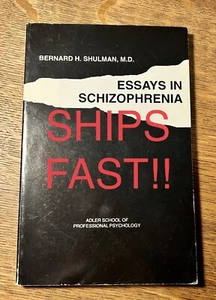 BERNARD H. SHULMAN, M.D.
ESSAYS IN
SCHIZOPHRENIA
SHIPS
FAST!!
ADLER SCHOOL OF
PROFESSIONAL PSYCHOLOGY